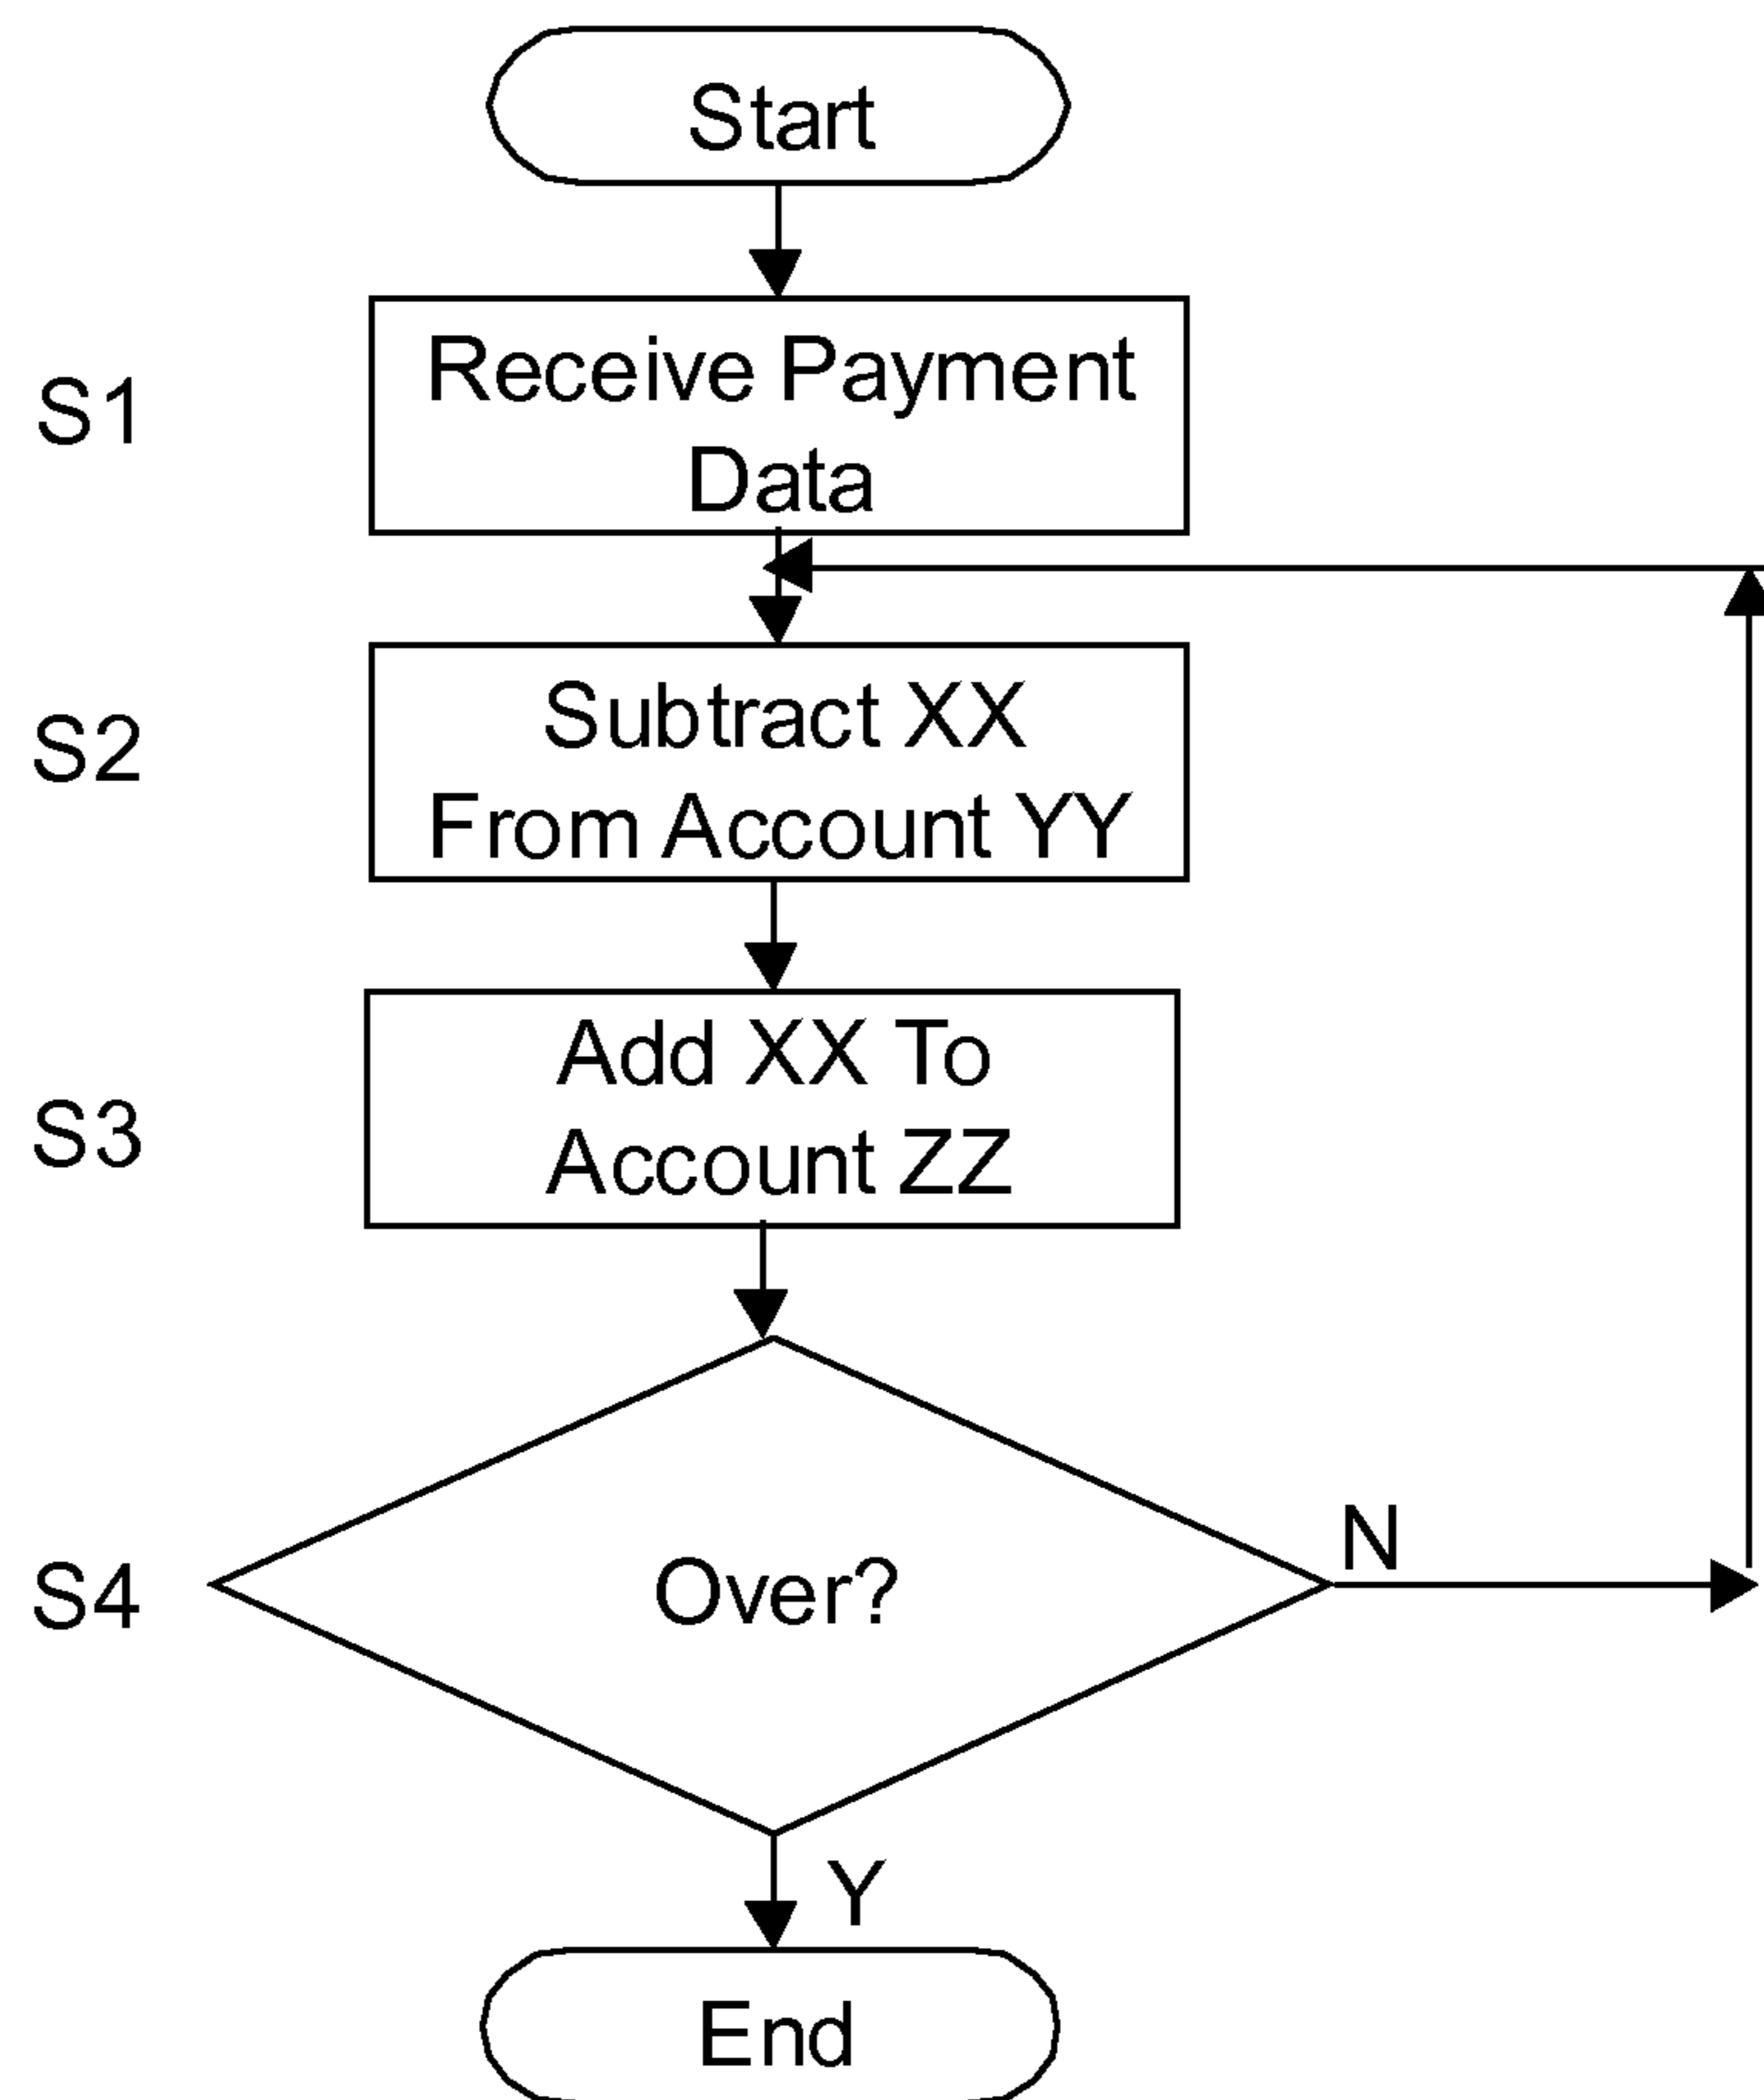 Start
S1
Receive Payment
Data
S2
Subtract XX
From Account YY
S3
Add XX To
Account ZZ
S4
Over?
N
Y
End